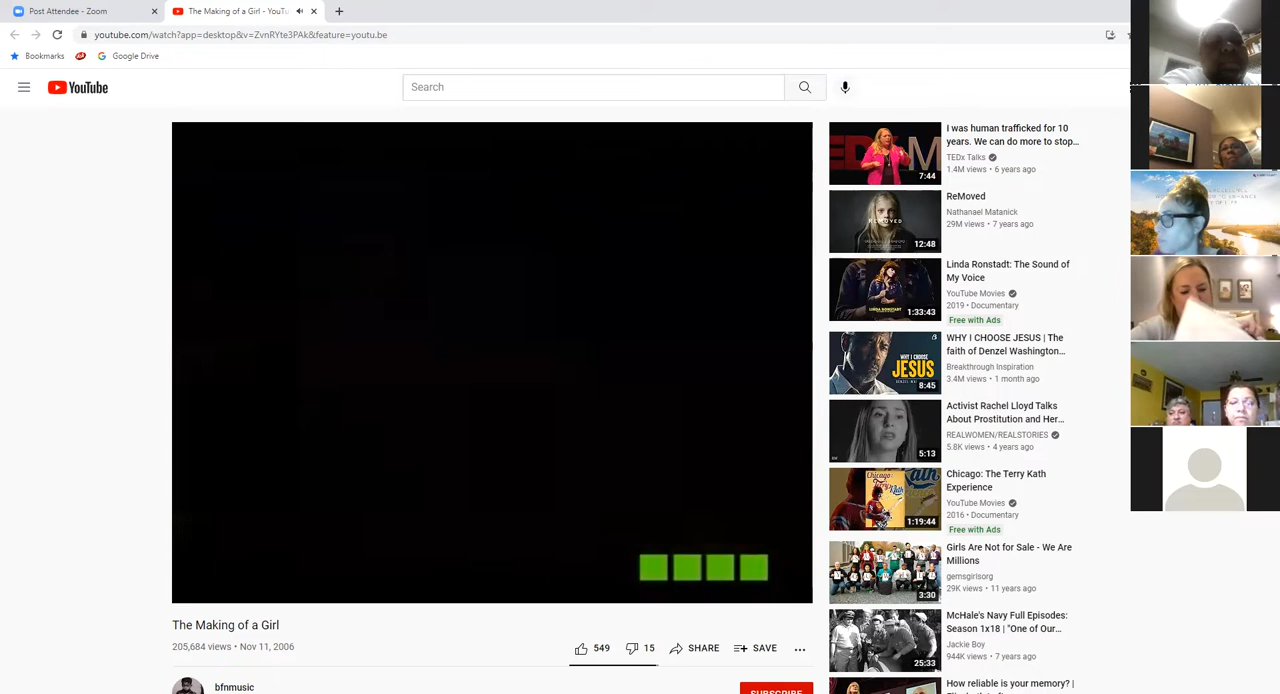 Post Attendee - Zoom
The Making of a Girl - YouTu
youtube.com/watch?app=desktop&v=ZvnRYte3PAk&feature=youtu.be
Bookmarks
Google Drive
YouTube
Search
The Making of a Girl
205,684 views • Nov 11, 2006
549
15
SHARE
SAVE
bfnmusic
SUBSCRIBE
7:44
I was human trafficked for 10
years. We can do more to stop...
TEDx Talks
1.4M views • 6 years ago
REMOVED
12:48
ReMoved
Nathanael Matanick
29M views • 7 years ago
1:33:43
Linda Ronstadt: The Sound of
My Voice
YouTube Movies
2019 • Documentary
Free with Ads
WHY I CHOOSE
JESUS
8:45
WHY I CHOOSE JESUS | The
faith of Denzel Washington...
Breakthrough Inspiration
3.4M views • 1 month ago
5:13
Activist Rachel Lloyd Talks
About Prostitution and Her...
REALWOMEN/REALSTORIES
5.8K views • 4 years ago
1:19:44
Chicago: The Terry Kath
Experience
YouTube Movies
2016 • Documentary
Free with Ads
3:30
Girls Are Not for Sale - We Are
Millions
gemsgirlsorg
29K views • 11 years ago
25:33
McHale's Navy Full Episodes:
Season 1x18 | "One of Our...
Jackie Boy
944K views • 7 years ago
How reliable is your memory? |